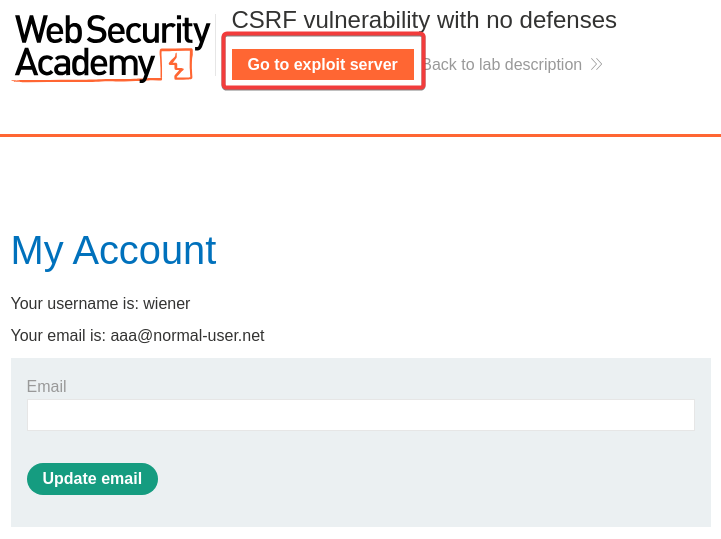 Web Security
Academy
CSRF vulnerability with no defenses
Go to exploit server
Back to lab description
My Account
Your username is: wiener
Your email is: aaa@normal-user.net
Email
Update email